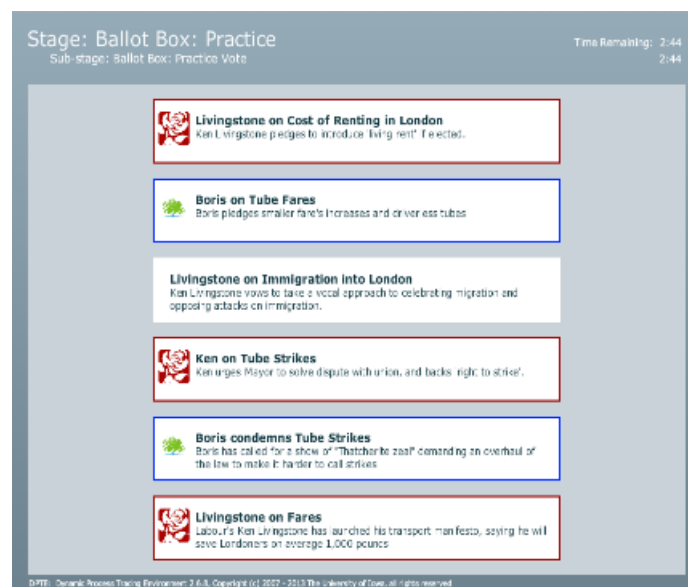 Stage: Ballot Box: Practice
Sub-stage: Ballot Box: Practice Vote
Time Remaining: 2:44
2:44
Livingstone on Cost of Renting in London
Ken Livingstone pledges to introduce 'living rent' if elected.
Boris on Tube Fares
Boris pledges smaller fare's increases and driverless tubes
Livingstone on Immigration into London
Ken Livingstone vows to take a vocal approach to celebrating migration and
opposing attacks on immigration.
Ken on Tube Strikes
Ken urges Mayor to solve dispute with union, and backs 'right to strike'.
Boris condemns Tube Strikes
Boris has called for a show of "Thatcherite zeal" demanding an overhaul of
the law to make it harder to call strikes
Livingstone on Fares
Labour's Ken Livingstone has launched his transport manifesto, saying he will
save Londoners on average 1,000 pounds
DPTE: Dynamic Process Tracing Environment 2.6.8, Copyright (c) 2007 - 2013 The University of Iowa, all rights reserved